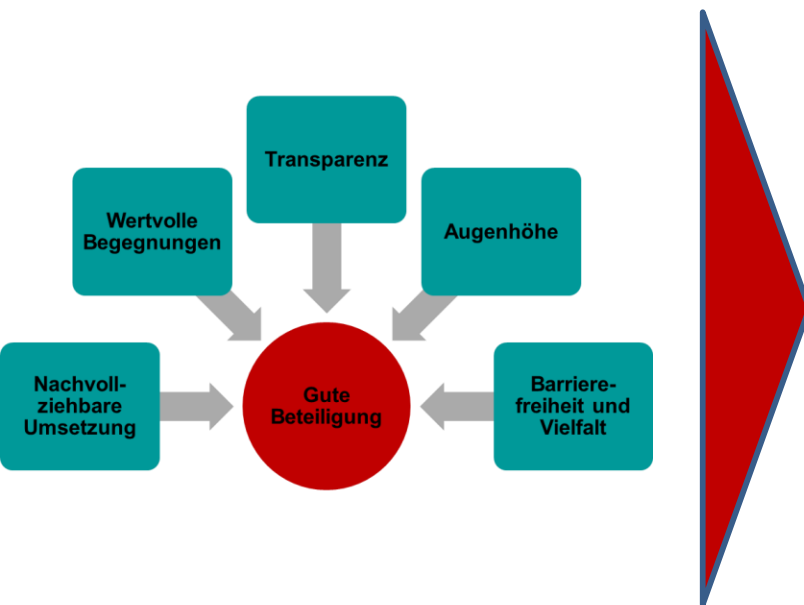 Transparenz
Wertvolle
Begegnungen
Augenhöhe
Nachvoll-
ziehbare
Umsetzung
Gute
Beteiligung
Barriere-
freiheit und
Vielfalt